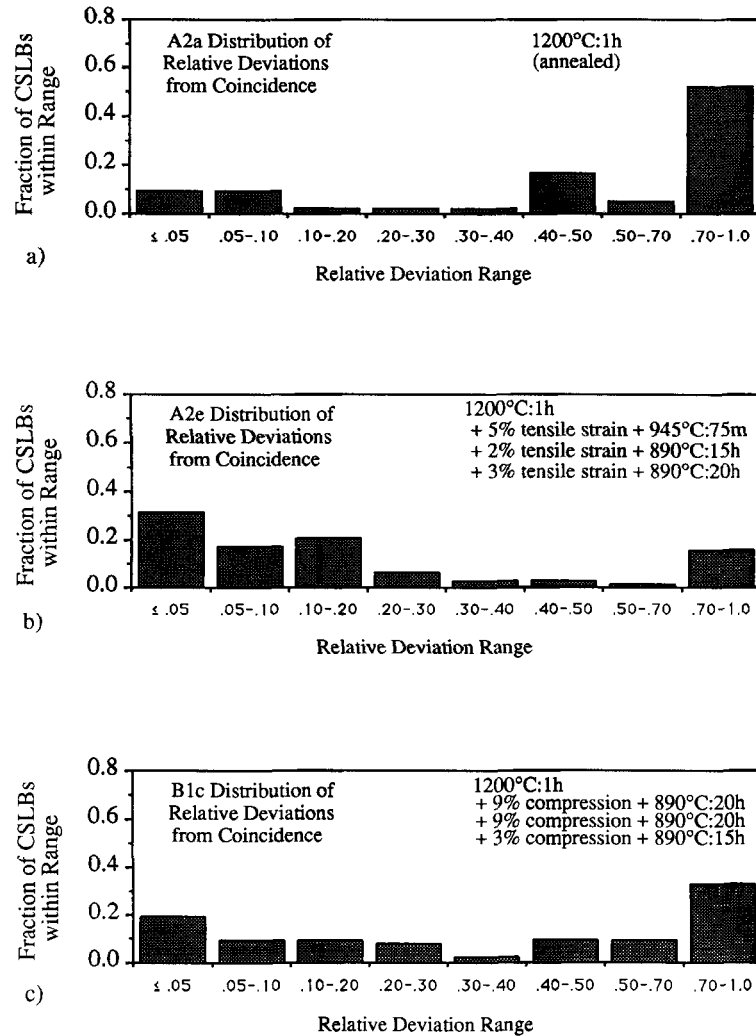 Fraction of CSLBs
within Range
0.8
0.6
0.4
0.2
0.0
A2a Distribution of
Relative Deviations
from Coincidence
1200°C:1h
(annealed)
≤ .05 .05-.10 .10-.20 .20-.30 .30-.40 .40-.50 .50-.70 .70-1.0
a)
Relative Deviation Range
Fraction of CSLBs
within Range
0.8
0.6
0.4
0.2
0.0
A2e Distribution of
Relative Deviations
from Coincidence
1200°C:1h
+ 5% tensile strain + 945°C:75m
+ 2% tensile strain + 890°C:15h
+ 3% tensile strain + 890°C:20h
≤ .05 .05-.10 .10-.20 .20-.30 .30-.40 .40-.50 .50-.70 .70-1.0
b)
Relative Deviation Range
Fraction of CSLBs
within Range
0.8
0.6
0.4
0.2
0.0
B1c Distribution of
Relative Deviations
from Coincidence
1200°C:1h
+ 9% compression + 890°C:20h
+ 9% compression + 890°C:20h
+ 3% compression + 890°C:15h
≤ .05 .05-.10 .10-.20 .20-.30 .30-.40 .40-.50 .50-.70 .70-1.0
c)
Relative Deviation Range